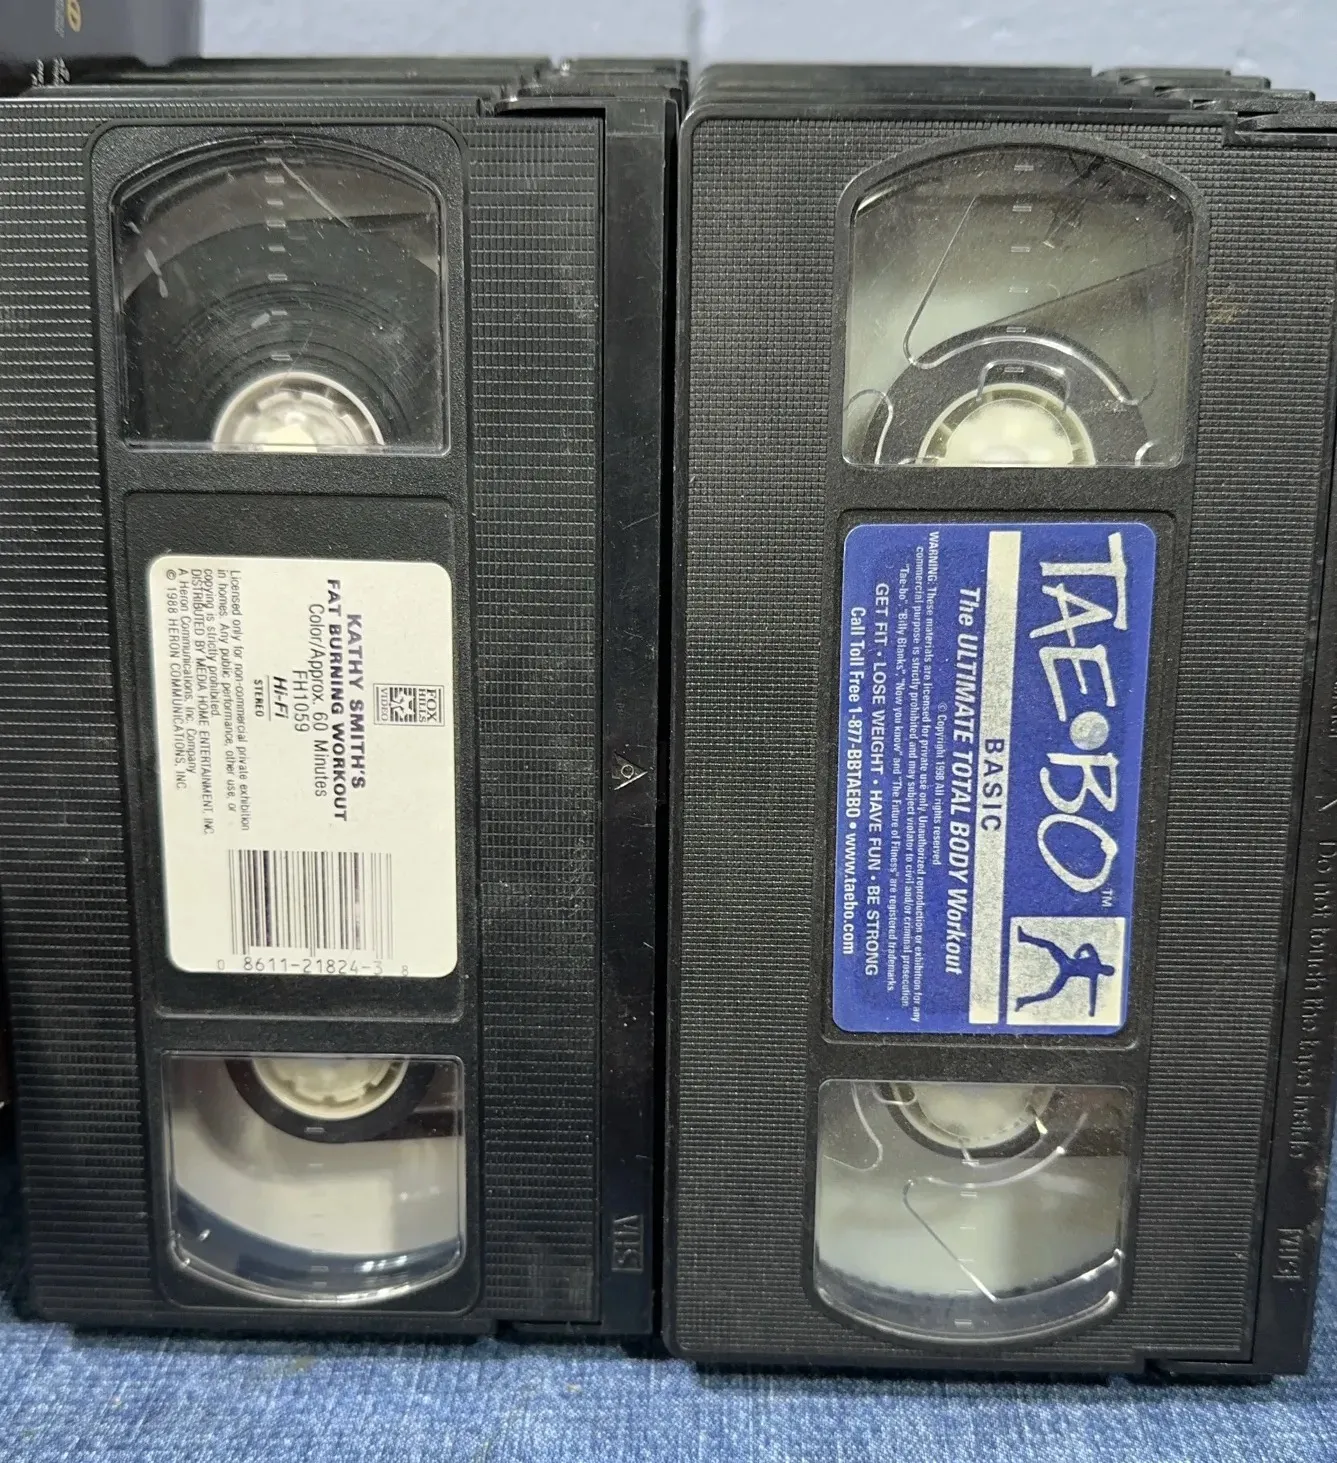 FOX
HILLS
VIDEO
KATHY SMITH'S
FAT BURNING WORKOUT
Color/Approx. 60 Minutes
FH1059
Hi-Fi
STEREO
Licensed only for non-commercial private exhibition
in homes. Any public performance, other use, or
copying is strictly prohibited.
DISTRIBUTED BY MEDIA HOME ENTERTAINMENT, INC.
A Heron Communications, Inc. Company
© 1988 HERON COMMUNICATIONS, INC.
0 8611-21824-3 8
VHS
TAE•BO™
BASIC
The ULTIMATE TOTAL BODY Workout
© Copyright 1998 All rights reserved
WARNING: These materials are licensed for private use only. Unauthorized reproduction or exhibition for any
commercial purpose is strictly prohibited and may subject violator to civil and/or criminal prosecution.
"Tae-bo", "Billy Blanks", "Now you know" and "The Future of Fitness" are registered trademarks.
GET FIT • LOSE WEIGHT • HAVE FUN • BE STRONG
Call Toll Free 1-877-BBTAEBO • www.taebo.com
Do not touch the tape inside
VHS